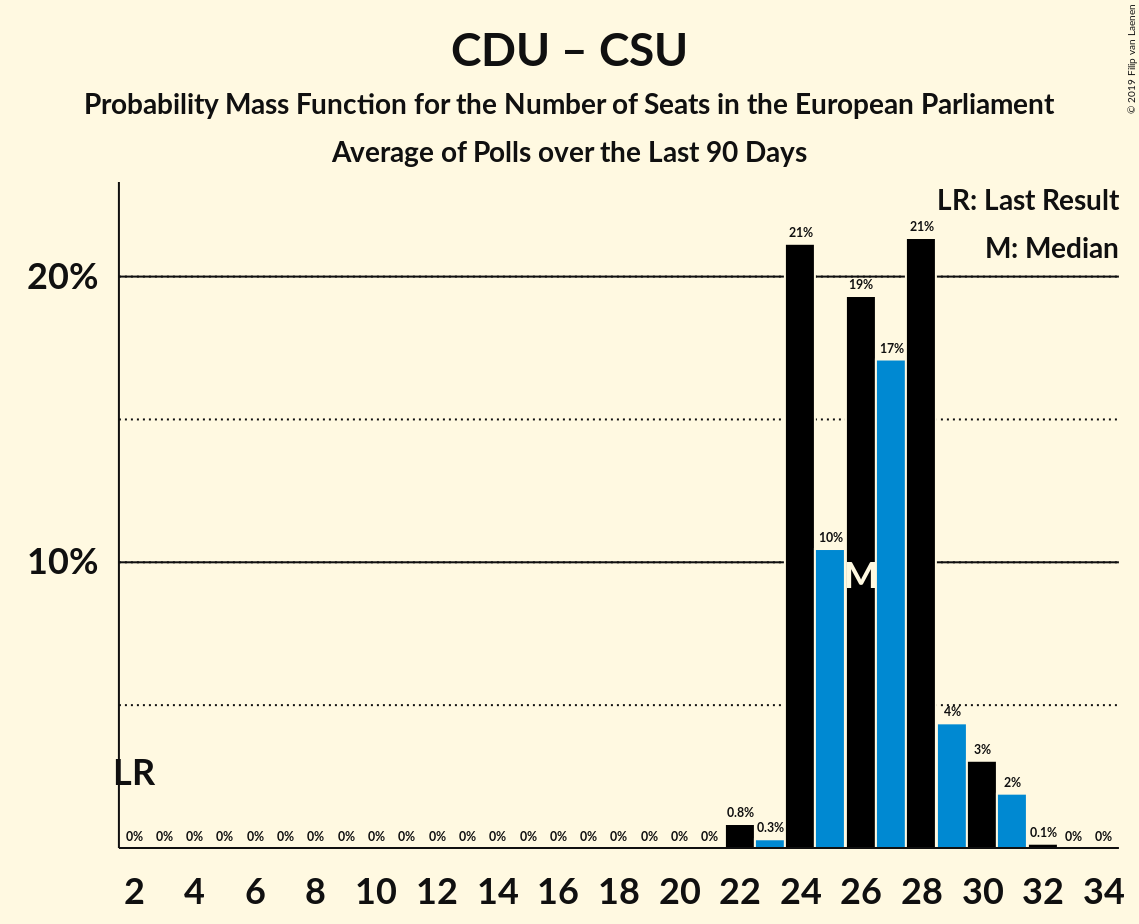 CDU – CSU
Probability Mass Function for the Number of Seats in the European Parliament
Average of Polls over the Last 90 Days
© 2019 Filip van Laenen
LR: Last Result
M: Median
21% 21%
20%
19%
17%
10%
10%
M
4%
3%
LR
2%
0.8% 0.3% 0.1%
0% 0% 0% 0% 0% 0% 0% 0% 0% 0% 0% 0% 0% 0% 0% 0% 0% 0% 0% 0% 0% 0%
2 4 6 8 10 12 14 16 18 20 22 24 26 28 30 32 34